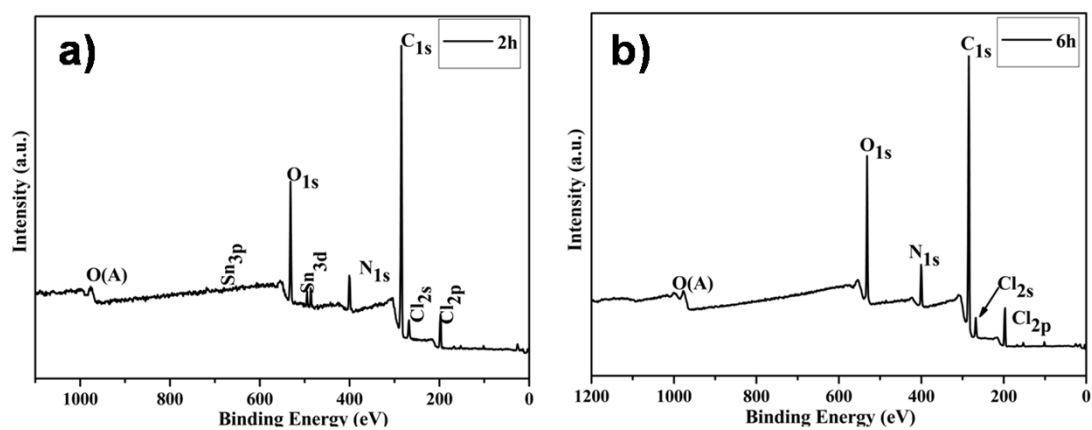 a)
2h
C1s
O1s
Sn3p
Sn3d
O(A)
N1s
Cl2s
Cl2p
Intensity (a.u.)
1000 800 600 400 200 0
Binding Energy (eV)
b)
6h
C1s
O1s
N1s
O(A)
Cl2s
Cl2p
Intensity (a.u.)
1200 1000 800 600 400 200 0
Binding Energy (eV)